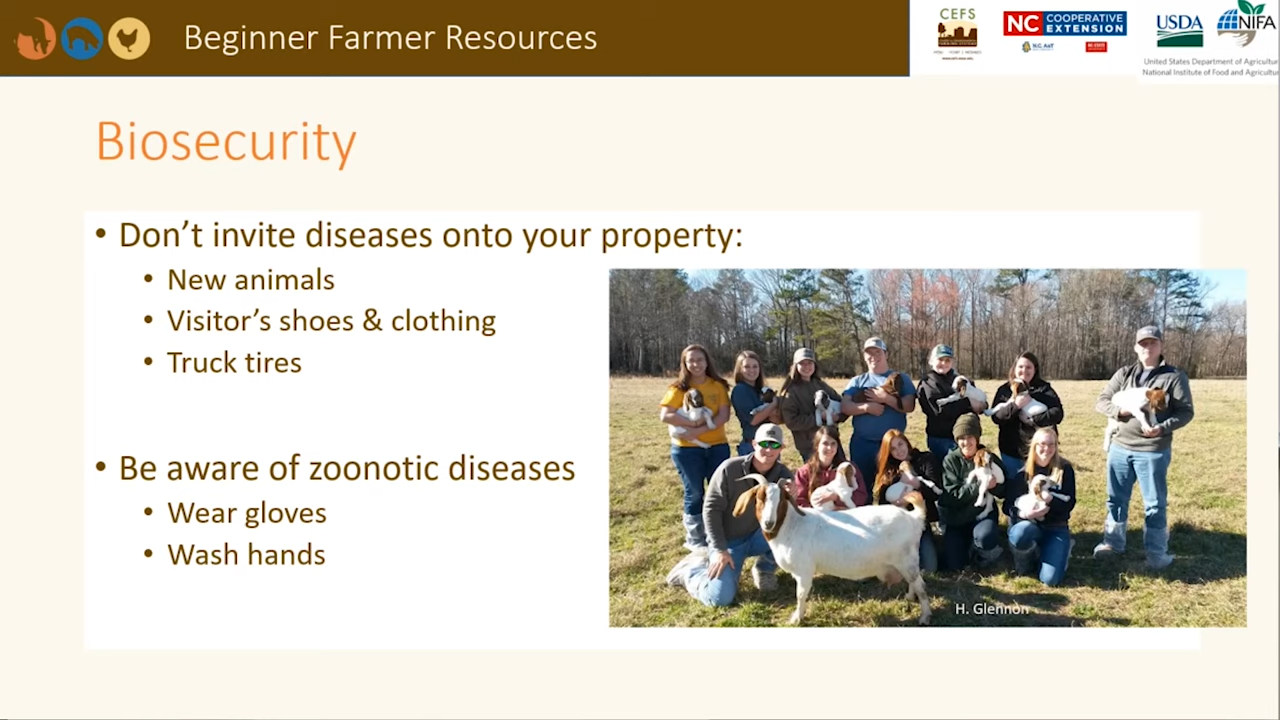 Beginner Farmer Resources
CEFS
NC COOPERATIVE
EXTENSION
USDA
NIFA
United States Department of Agricultur
National Institute of Food and Agricultur
Biosecurity
• Don’t invite diseases onto your property:
• New animals
• Visitor’s shoes & clothing
• Truck tires
• Be aware of zoonotic diseases
• Wear gloves
• Wash hands
H. Glennon